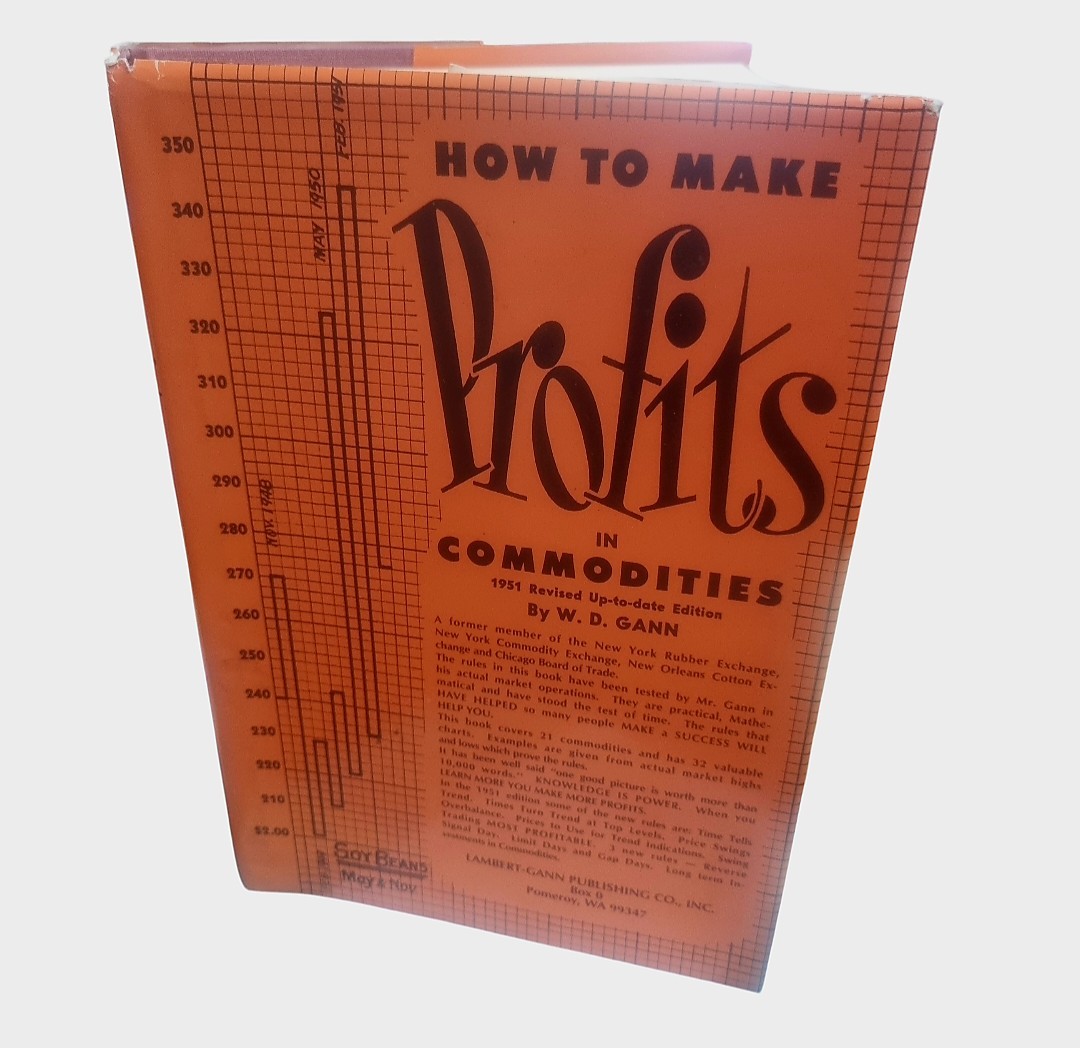 FEB. 1951
MAY 1950
350
340
330
320
310
300
290
280
270
260
250
240
230
220
210
$2.00
NOV. 1948
SOY BEANS
May & Nov
HOW TO MAKE
Profits
IN
COMMODITIES
1951 Revised Up-to-date Edition
By W. D. GANN
A former member of the New York Rubber Exchange,
New York Commodity Exchange, New Orleans Cotton Ex-
change and Chicago Board of Trade.
The rules in this book have been tested by Mr. Gann in
his actual market operations. They are practical, Mathe-
matical and have stood the test of time. The rules that
HAVE HELPED so many people MAKE a SUCCESS WILL
HELP YOU.
This book covers 21 commodities and has 32 valuable
charts. Examples are given from actual market highs
and lows which prove the rules.
It has been well said "one good picture is worth more than
10,000 words." KNOWLEDGE IS POWER. When you
LEARN MORE YOU MAKE MORE PROFITS.
In the 1951 edition some of the new rules are: Time Tells
Trend. Times Turn Trend at Top Levels. Price Swings
Overbalance. Prices to Use for Trend Indications. Swing
Trading MOST PROFITABLE. 3 new rules — Reverse
Signal Day. Limit Days and Gap Days. Long term In-
vestments in Commodities.
LAMBERT-GANN PUBLISHING CO., INC.
Box 0
Pomeroy, WA 99347